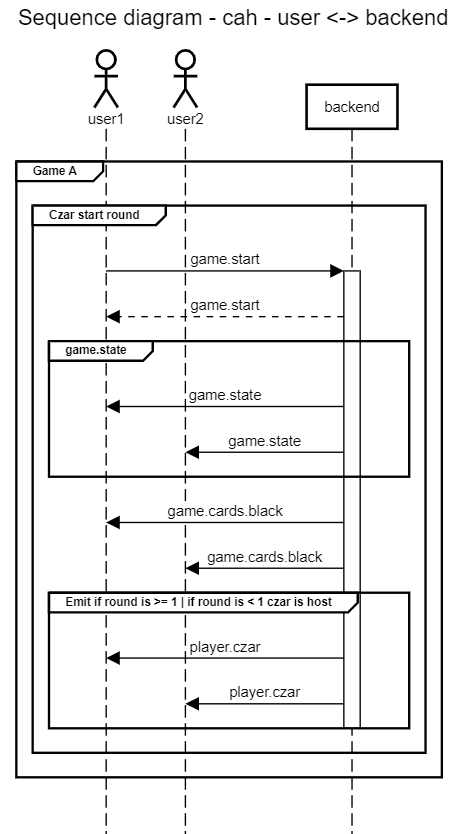 Sequence diagram - cah - user <-> backend
user1
user2
backend
Game A
Czar start round
game.start
game.start
game.state
game.state
game.state
game.cards.black
game.cards.black
Emit if round is >= 1 | if round is < 1 czar is host
player.czar
player.czar